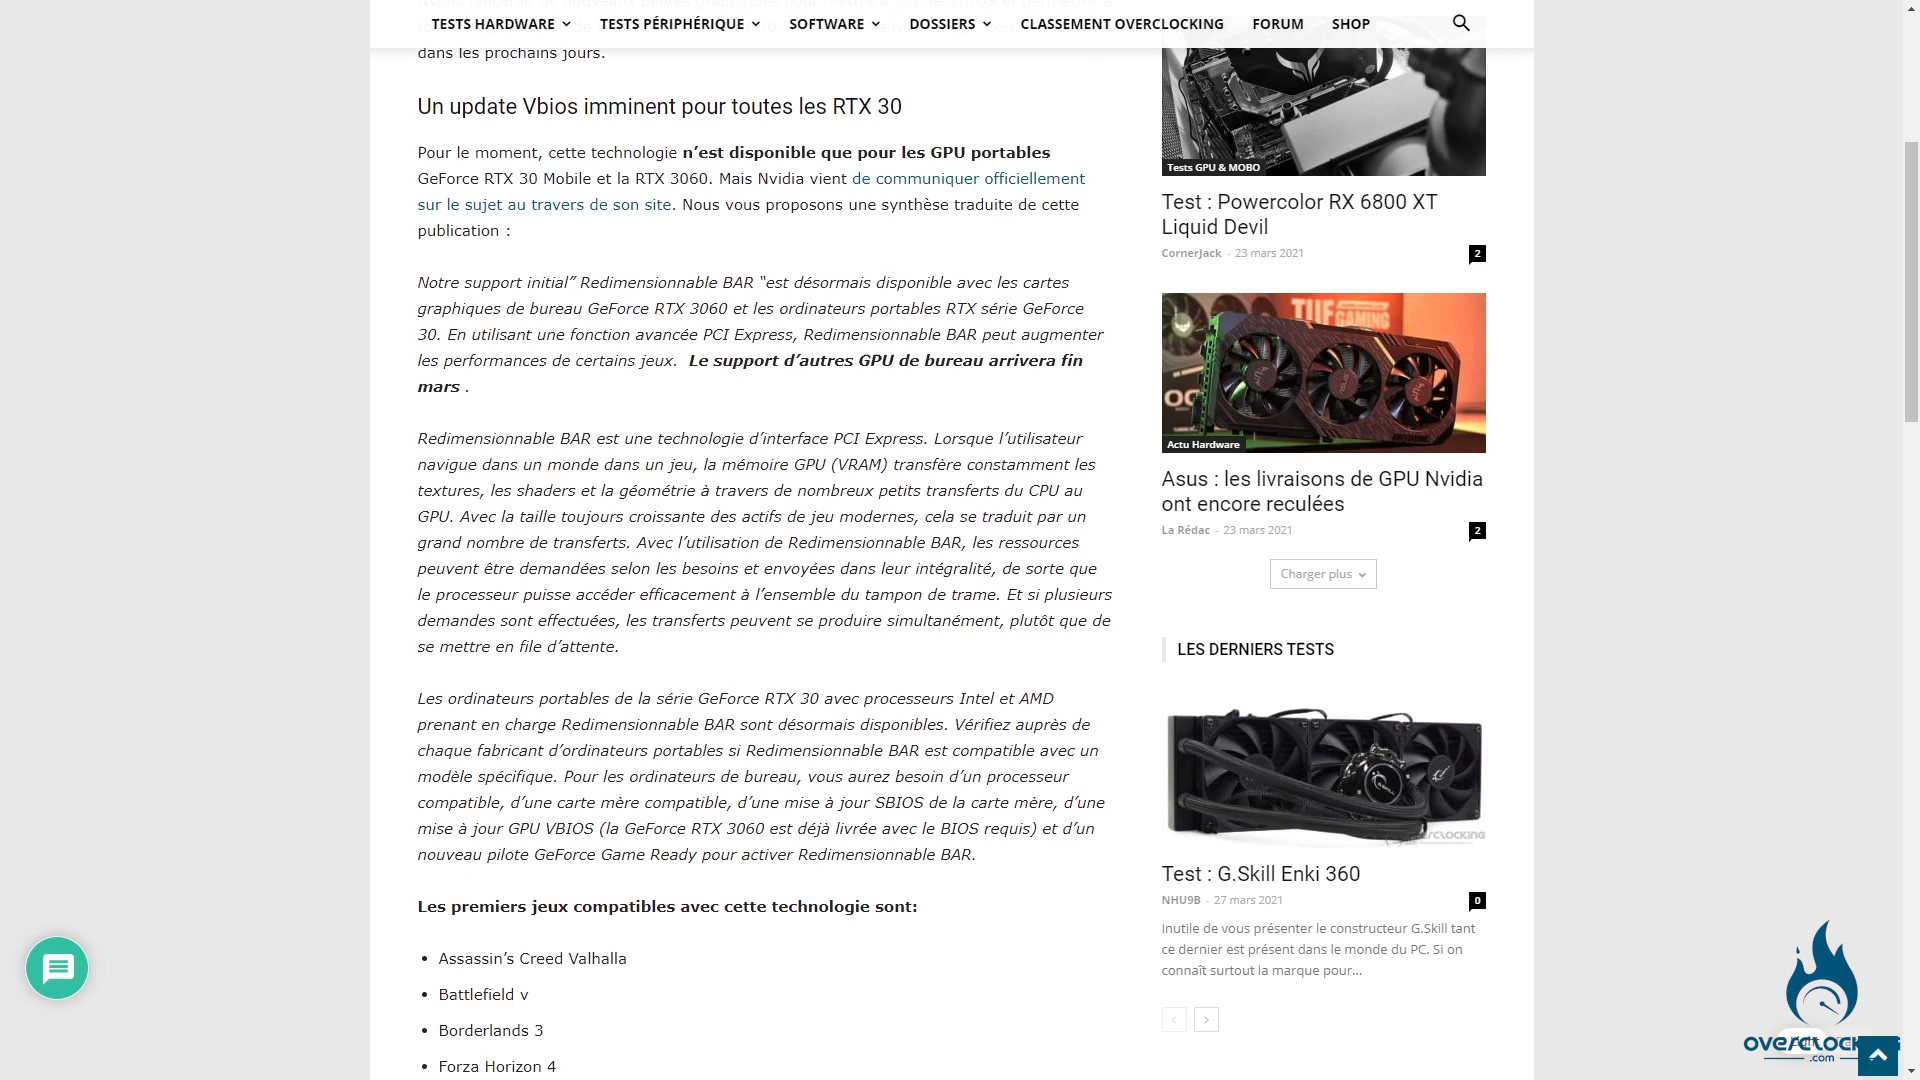 TESTS HARDWARE
TESTS PÉRIPHÉRIQUE
SOFTWARE
DOSSIERS
CLASSEMENT OVERCLOCKING
FORUM
SHOP
dans les prochains jours.
Un update Vbios imminent pour toutes les RTX 30
Pour le moment, cette technologie n’est disponible que pour les GPU portables
GeForce RTX 30 Mobile et la RTX 3060. Mais Nvidia vient de communiquer officiellement
sur le sujet au travers de son site. Nous vous proposons une synthèse traduite de cette
publication :
Notre support initial” Redimensionnable BAR “est désormais disponible avec les cartes
graphiques de bureau GeForce RTX 3060 et les ordinateurs portables RTX série GeForce
30. En utilisant une fonction avancée PCI Express, Redimensionnable BAR peut augmenter
les performances de certains jeux. Le support d’autres GPU de bureau arrivera fin
mars .
Redimensionnable BAR est une technologie d’interface PCI Express. Lorsque l’utilisateur
navigue dans un monde dans un jeu, la mémoire GPU (VRAM) transfère constamment les
textures, les shaders et la géométrie à travers de nombreux petits transferts du CPU au
GPU. Avec la taille toujours croissante des actifs de jeu modernes, cela se traduit par un
grand nombre de transferts. Avec l’utilisation de Redimensionnable BAR, les ressources
peuvent être demandées selon les besoins et envoyées dans leur intégralité, de sorte que
le processeur puisse accéder efficacement à l’ensemble du tampon de trame. Et si plusieurs
demandes sont effectuées, les transferts peuvent se produire simultanément, plutôt que de
se mettre en file d’attente.
Les ordinateurs portables de la série GeForce RTX 30 avec processeurs Intel et AMD
prenant en charge Redimensionnable BAR sont désormais disponibles. Vérifiez auprès de
chaque fabricant d’ordinateurs portables si Redimensionnable BAR est compatible avec un
modèle spécifique. Pour les ordinateurs de bureau, vous aurez besoin d’un processeur
compatible, d’une carte mère compatible, d’une mise à jour SBIOS de la carte mère, d’une
mise à jour GPU VBIOS (la GeForce RTX 3060 est déjà livrée avec le BIOS requis) et d’un
nouveau pilote GeForce Game Ready pour activer Redimensionnable BAR.
Les premiers jeux compatibles avec cette technologie sont:
• Assassin’s Creed Valhalla
• Battlefield v
• Borderlands 3
• Forza Horizon 4
Tests GPU & MOBO
Test : Powercolor RX 6800 XT
Liquid Devil
CornerJack - 23 mars 2021
2
TUF
GAMING
Actu Hardware
Asus : les livraisons de GPU Nvidia
ont encore reculées
La Rédac - 23 mars 2021
2
Charger plus
LES DERNIERS TESTS
G.SKILL
Test : G.Skill Enki 360
NHU9B - 27 mars 2021
0
Inutile de vous présenter le constructeur G.Skill tant
ce dernier est présent dans le monde du PC. Si on
connaît surtout la marque pour...
.com